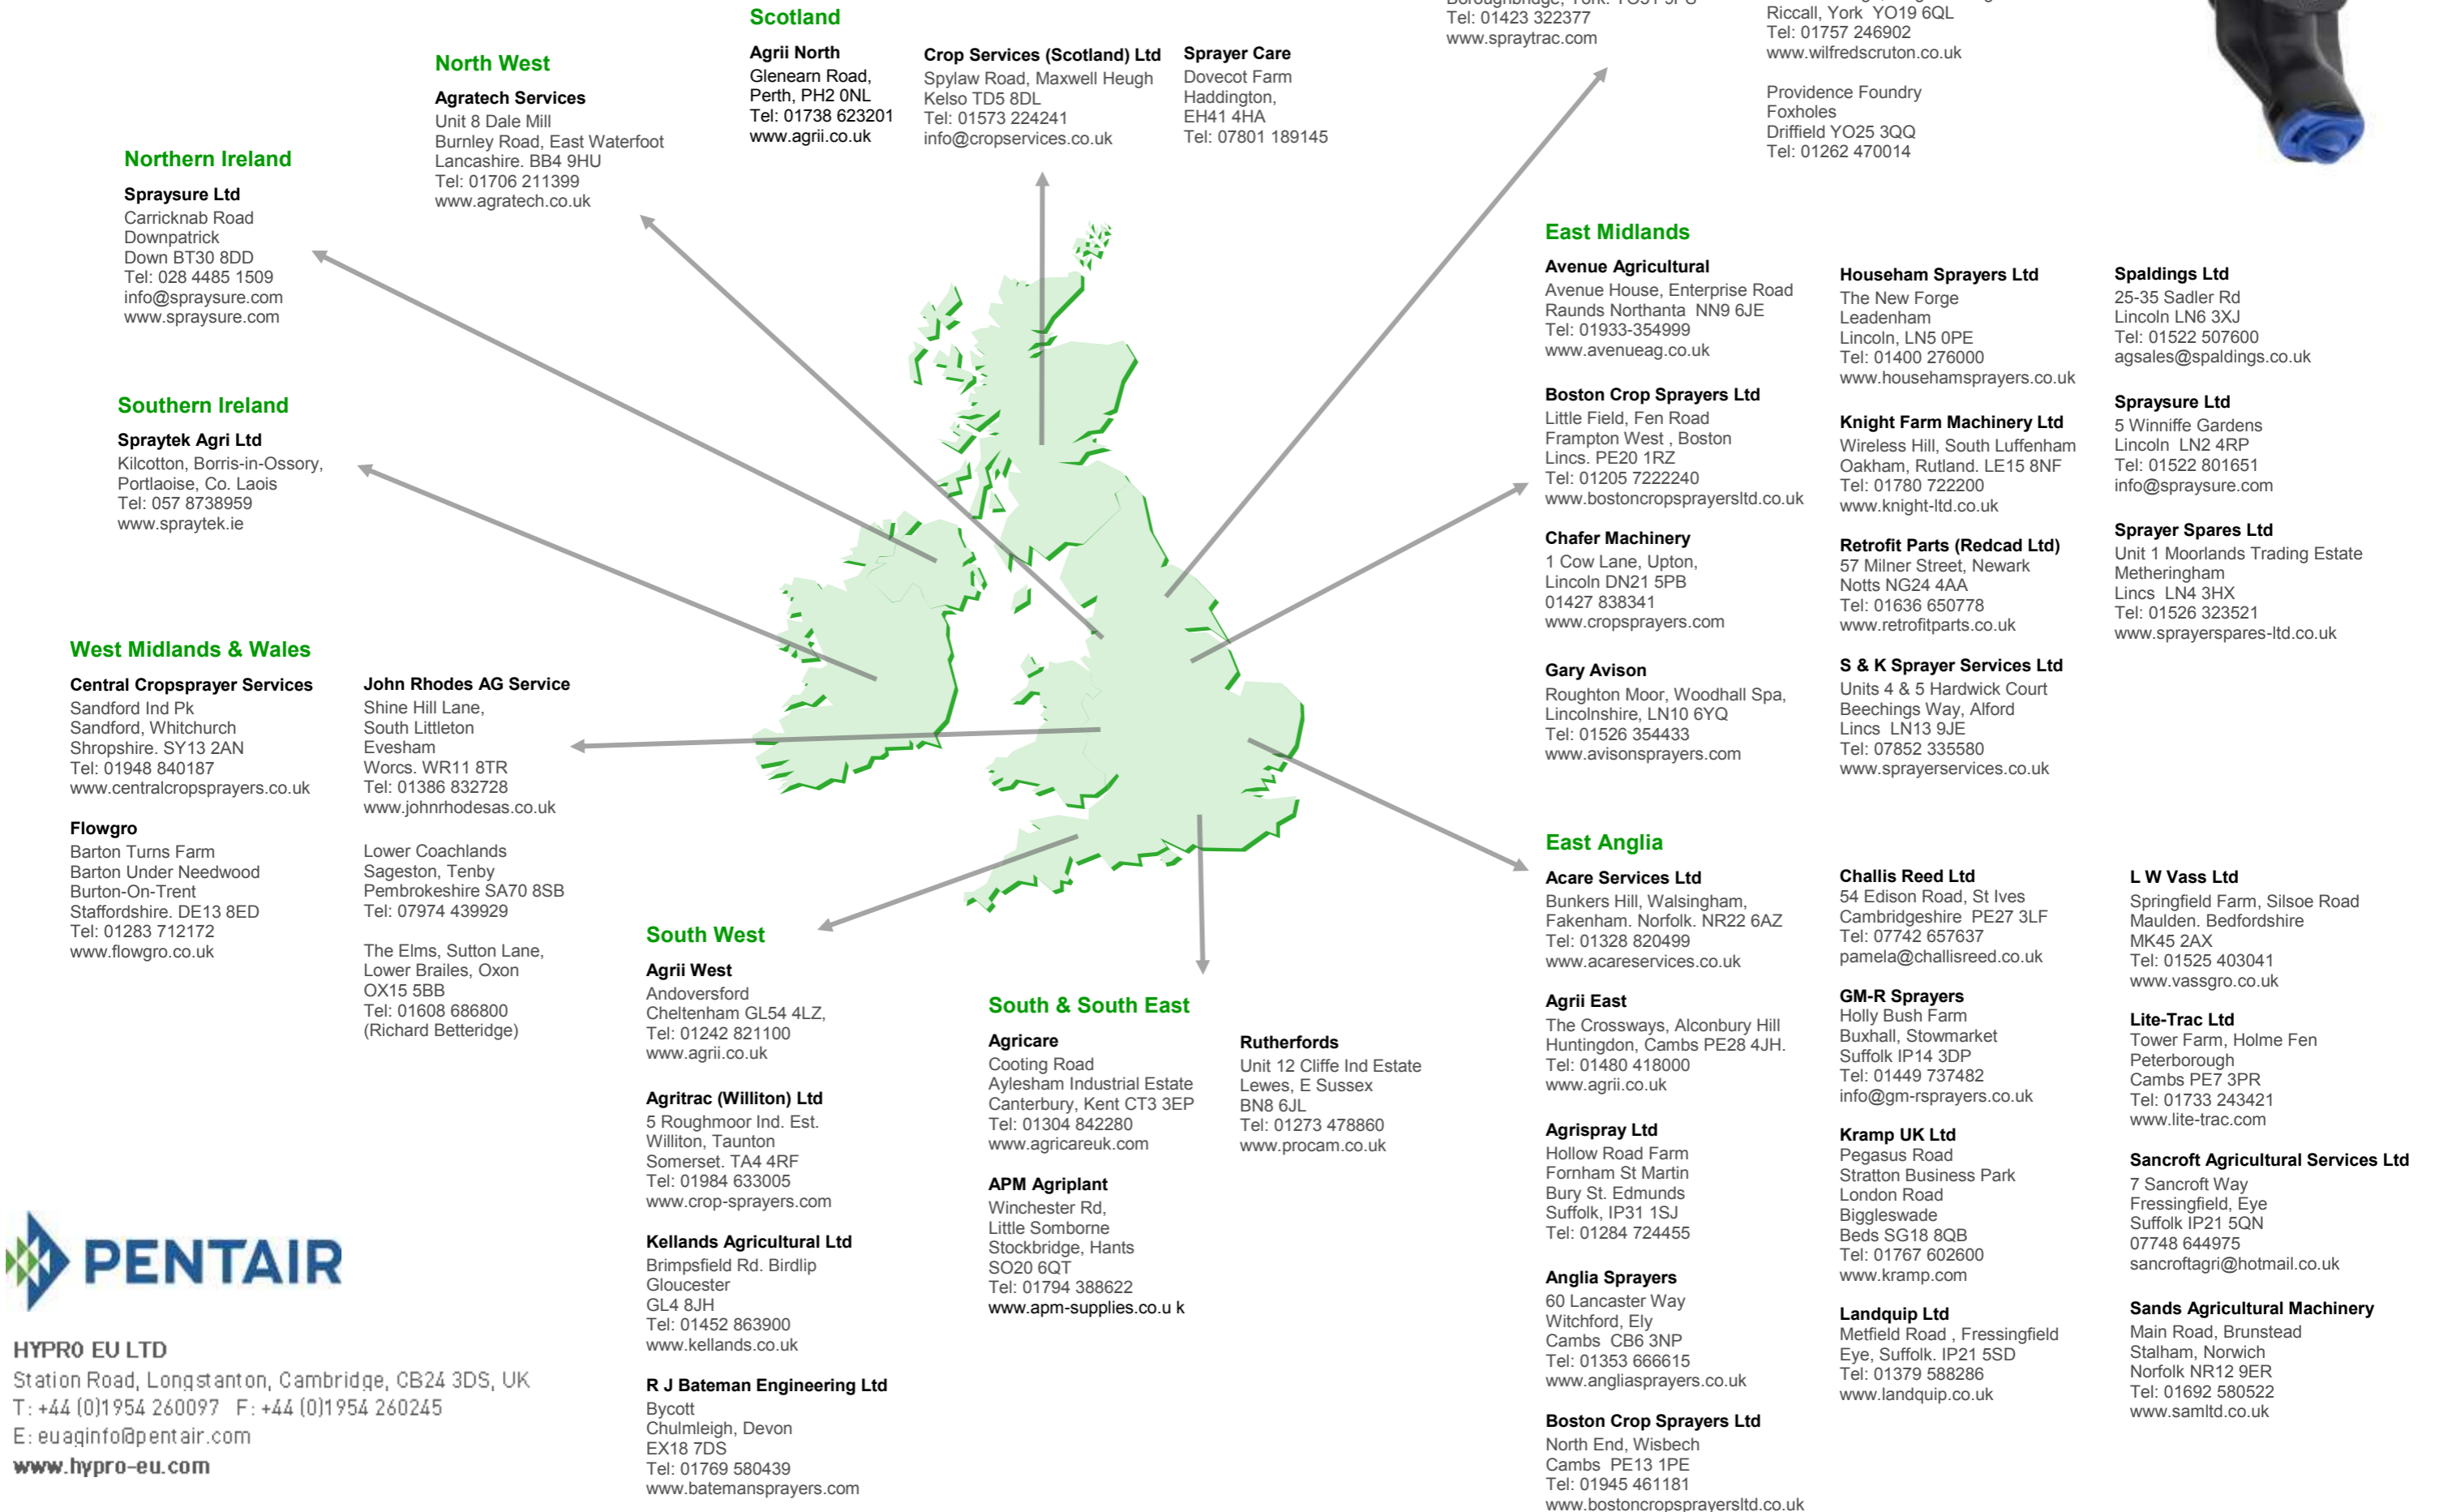 Scotland
Agrii North
Glenearn Road,
Perth, PH2 0NL
Tel: 01738 623201
www.agrii.co.uk
Crop Services (Scotland) Ltd
Spylaw Road, Maxwell Heugh
Kelso TD5 8DL
Tel: 01573 224241
info@cropservices.co.uk
Sprayer Care
Dovecot Farm
Haddington,
EH41 4HA
Tel: 07801 189145
Tel: 01423 322377
www.spraytrac.com
Riccall, York YO19 6QL
Tel: 01757 246902
www.wilfredscruton.co.uk
Providence Foundry
Foxholes
Driffield YO25 3QQ
Tel: 01262 470014
North West
Agratech Services
Unit 8 Dale Mill
Burnley Road, East Waterfoot
Lancashire. BB4 9HU
Tel: 01706 211399
www.agratech.co.uk
Northern Ireland
Spraysure Ltd
Carricknab Road
Downpatrick
Down BT30 8DD
Tel: 028 4485 1509
info@spraysure.com
www.spraysure.com
Southern Ireland
Spraytek Agri Ltd
Kilcotton, Borris-in-Ossory,
Portlaoise, Co. Laois
Tel: 057 8738959
www.spraytek.ie
West Midlands & Wales
Central Cropsprayer Services
Sandford Ind Pk
Sandford, Whitchurch
Shropshire. SY13 2AN
Tel: 01948 840187
www.centralcropsprayers.co.uk
Flowgro
Barton Turns Farm
Barton Under Needwood
Burton-On-Trent
Staffordshire. DE13 8ED
Tel: 01283 712172
www.flowgro.co.uk
John Rhodes AG Service
Shine Hill Lane,
South Littleton
Evesham
Worcs. WR11 8TR
Tel: 01386 832728
www.johnrhodesas.co.uk
Lower Coachlands
Sageston, Tenby
Pembrokeshire SA70 8SB
Tel: 07974 439929
The Elms, Sutton Lane,
Lower Brailes, Oxon
OX15 5BB
Tel: 01608 686800
(Richard Betteridge)
South West
Agrii West
Andoversford
Cheltenham GL54 4LZ,
Tel: 01242 821100
www.agrii.co.uk
Agritrac (Williton) Ltd
5 Roughmoor Ind. Est.
Williton, Taunton
Somerset. TA4 4RF
Tel: 01984 633005
www.crop-sprayers.com
Kellands Agricultural Ltd
Brimpsfield Rd. Birdlip
Gloucester
GL4 8JH
Tel: 01452 863900
www.kellands.co.uk
R J Bateman Engineering Ltd
Bycott
Chulmleigh, Devon
EX18 7DS
Tel: 01769 580439
www.batemansprayers.com
South & South East
Agricare
Cooting Road
Aylesham Industrial Estate
Canterbury, Kent CT3 3EP
Tel: 01304 842280
www.agricareuk.com
APM Agriplant
Winchester Rd,
Little Somborne
Stockbridge, Hants
SO20 6QT
Tel: 01794 388622
www.apm-supplies.co.u k
Rutherfords
Unit 12 Cliffe Ind Estate
Lewes, E Sussex
BN8 6JL
Tel: 01273 478860
www.procam.co.uk
East Midlands
Avenue Agricultural
Avenue House, Enterprise Road
Raunds Northanta NN9 6JE
Tel: 01933-354999
www.avenueag.co.uk
Boston Crop Sprayers Ltd
Little Field, Fen Road
Frampton West , Boston
Lincs. PE20 1RZ
Tel: 01205 7222240
www.bostoncropsprayersltd.co.uk
Chafer Machinery
1 Cow Lane, Upton,
Lincoln DN21 5PB
01427 838341
www.cropsprayers.com
Gary Avison
Roughton Moor, Woodhall Spa,
Lincolnshire, LN10 6YQ
Tel: 01526 354433
www.avisonsprayers.com
Househam Sprayers Ltd
The New Forge
Leadenham
Lincoln, LN5 0PE
Tel: 01400 276000
www.househamsprayers.co.uk
Knight Farm Machinery Ltd
Wireless Hill, South Luffenham
Oakham, Rutland. LE15 8NF
Tel: 01780 722200
www.knight-ltd.co.uk
Retrofit Parts (Redcad Ltd)
57 Milner Street, Newark
Notts NG24 4AA
Tel: 01636 650778
www.retrofitparts.co.uk
S & K Sprayer Services Ltd
Units 4 & 5 Hardwick Court
Beechings Way, Alford
Lincs LN13 9JE
Tel: 07852 335580
www.sprayerservices.co.uk
Spaldings Ltd
25-35 Sadler Rd
Lincoln LN6 3XJ
Tel: 01522 507600
agsales@spaldings.co.uk
Spraysure Ltd
5 Winniffe Gardens
Lincoln LN2 4RP
Tel: 01522 801651
info@spraysure.com
Sprayer Spares Ltd
Unit 1 Moorlands Trading Estate
Metheringham
Lincs LN4 3HX
Tel: 01526 323521
www.sprayerspares-ltd.co.uk
East Anglia
Acare Services Ltd
Bunkers Hill, Walsingham,
Fakenham. Norfolk. NR22 6AZ
Tel: 01328 820499
www.acareservices.co.uk
Agrii East
The Crossways, Alconbury Hill
Huntingdon, Cambs PE28 4JH.
Tel: 01480 418000
www.agrii.co.uk
Agrispray Ltd
Hollow Road Farm
Fornham St Martin
Bury St. Edmunds
Suffolk, IP31 1SJ
Tel: 01284 724455
Anglia Sprayers
60 Lancaster Way
Witchford, Ely
Cambs CB6 3NP
Tel: 01353 666615
www.angliasprayers.co.uk
Boston Crop Sprayers Ltd
North End, Wisbech
Cambs PE13 1PE
Tel: 01945 461181
www.bostoncropsprayersltd.co.uk
Challis Reed Ltd
54 Edison Road, St Ives
Cambridgeshire PE27 3LF
Tel: 07742 657637
pamela@challisreed.co.uk
GM-R Sprayers
Holly Bush Farm
Buxhall, Stowmarket
Suffolk IP14 3DP
Tel: 01449 737482
info@gm-rsprayers.co.uk
Kramp UK Ltd
Pegasus Road
Stratton Business Park
London Road
Biggleswade
Beds SG18 8QB
Tel: 01767 602600
www.kramp.com
Landquip Ltd
Metfield Road , Fressingfield
Eye, Suffolk. IP21 5SD
Tel: 01379 588286
www.landquip.co.uk
L W Vass Ltd
Springfield Farm, Silsoe Road
Maulden. Bedfordshire
MK45 2AX
Tel: 01525 403041
www.vassgro.co.uk
Lite-Trac Ltd
Tower Farm, Holme Fen
Peterborough
Cambs PE7 3PR
Tel: 01733 243421
www.lite-trac.com
Sancroft Agricultural Services Ltd
7 Sancroft Way
Fressingfield, Eye
Suffolk IP21 5QN
07748 644975
sancroftagri@hotmail.co.uk
Sands Agricultural Machinery
Main Road, Brunstead
Stalham, Norwich
Norfolk NR12 9ER
Tel: 01692 580522
www.samltd.co.uk
PENTAIR
HYPRO EU LTD
Station Road, Longstanton, Cambridge, CB24 3DS, UK
T: +44 (0)1954 260097 F: +44 (0)1954 260245
E: euaginfo@pentair.com
www.hypro-eu.com